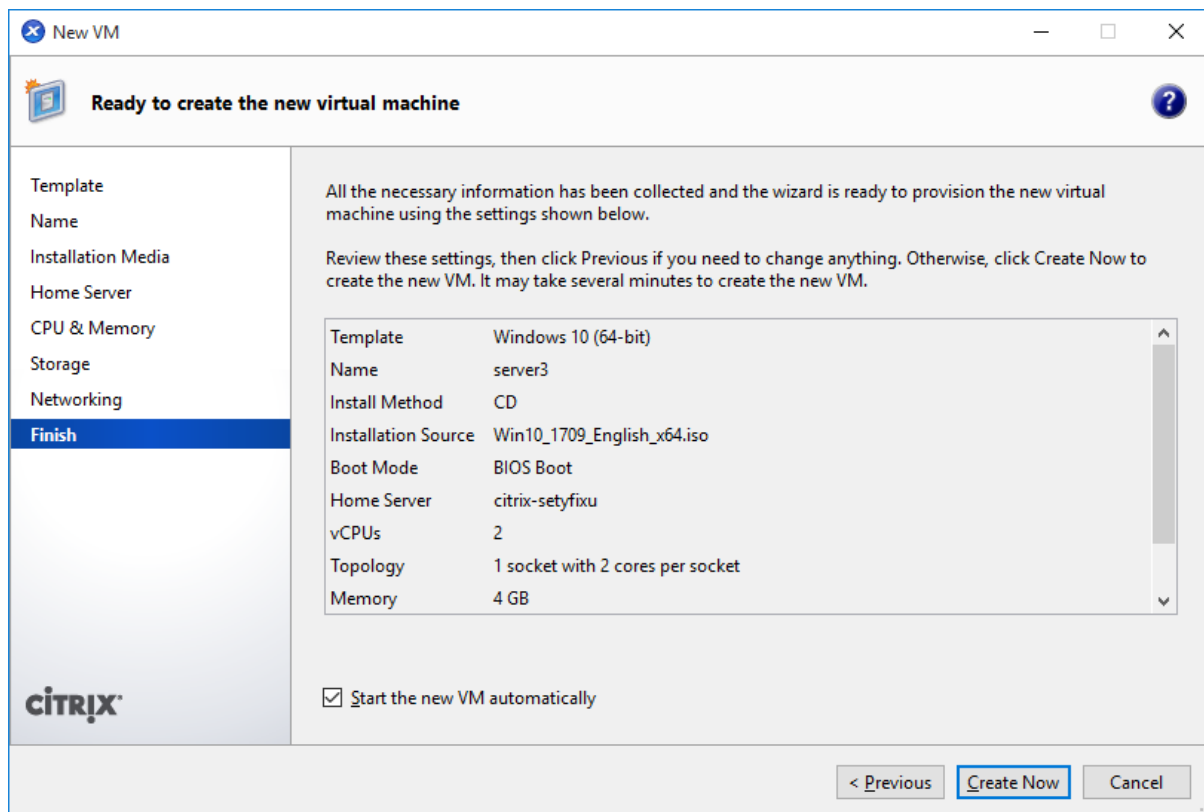 New VM
Ready to create the new virtual machine
?
Template
Name
Installation Media
Home Server
CPU & Memory
Storage
Networking
Finish
CITRIX
All the necessary information has been collected and the wizard is ready to provision the new virtual
machine using the settings shown below.
Review these settings, then click Previous if you need to change anything. Otherwise, click Create Now to
create the new VM. It may take several minutes to create the new VM.
Template Windows 10 (64-bit)
Name server3
Install Method CD
Installation Source Win10_1709_English_x64.iso
Boot Mode BIOS Boot
Home Server citrix-setyfixu
vCPUs 2
Topology 1 socket with 2 cores per socket
Memory 4 GB
Start the new VM automatically
< Previous Create Now Cancel